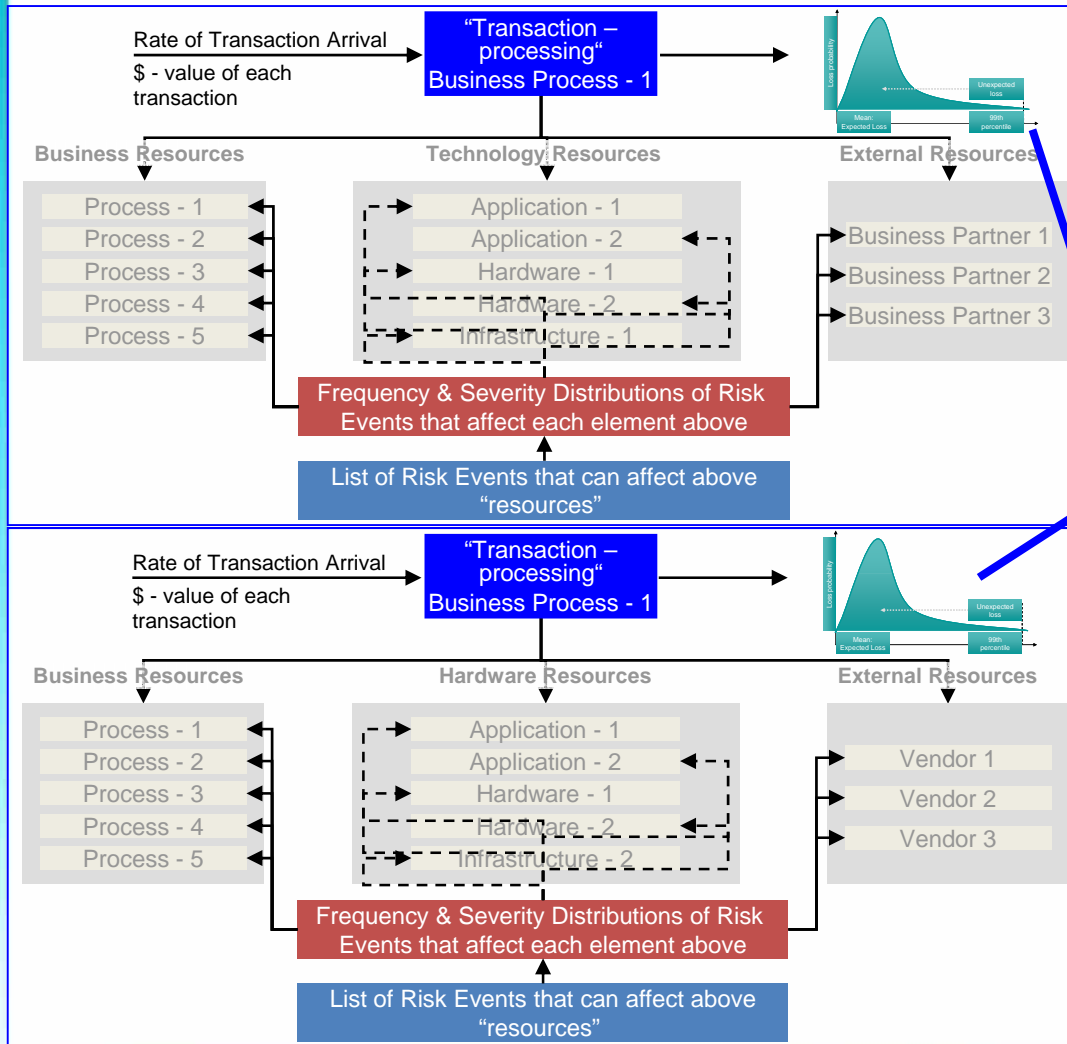 Rate of Transaction Arrival
$ - value of each
transaction
“Transaction –
processing“
Business Process - 1
Loss probability
Unexpected
loss
Mean:
Expected Loss
99th
percentile
Business Resources
Technology Resources
External Resources
Process - 1
Process - 2
Process - 3
Process - 4
Process - 5
Application - 1
Application - 2
Hardware - 1
Hardware - 2
Infrastructure - 1
Business Partner 1
Business Partner 2
Business Partner 3
Frequency & Severity Distributions of Risk
Events that affect each element above
List of Risk Events that can affect above
“resources”
Rate of Transaction Arrival
$ - value of each
transaction
“Transaction –
processing“
Business Process - 1
Loss probability
Unexpected
loss
Mean:
Expected Loss
99th
percentile
Business Resources
Hardware Resources
External Resources
Process - 1
Process - 2
Process - 3
Process - 4
Process - 5
Application - 1
Application - 2
Hardware - 1
Hardware - 2
Infrastructure - 2
Vendor 1
Vendor 2
Vendor 3
Frequency & Severity Distributions of Risk
Events that affect each element above
List of Risk Events that can affect above
“resources”